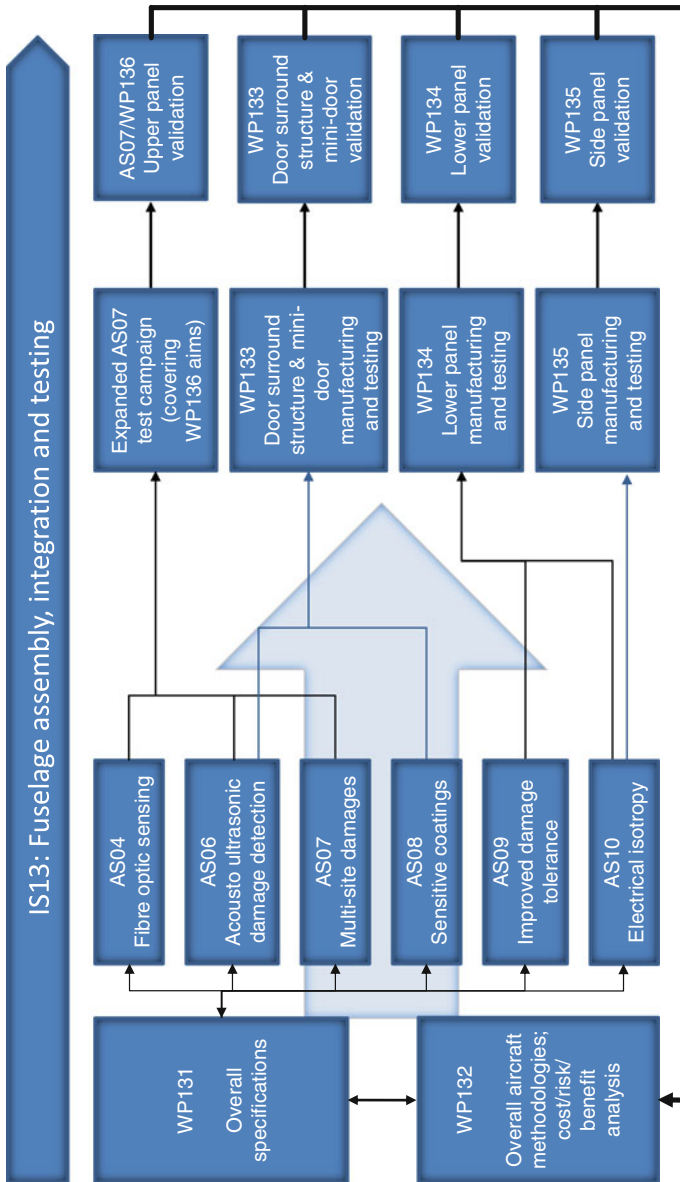 IS13: Fuselage assembly, integration and testing
WP131
Overall
specifications
WP132
Overall aircraft
methodologies;
cost/risk/
benefit
analysis
AS04
Fibre optic sensing
AS06
Acousto ultrasonic
damage detection
AS07
Multi-site damages
AS08
Sensitive coatings
AS09
Improved damage
tolerance
AS10
Electrical isotropy
Expanded AS07
test campaign
(covering
WP136 aims)
WP133
Door surround
structure & mini-
door
manufacturing
and testing
WP134
Lower panel
manufacturing
and testing
WP135
Side panel
manufacturing
and testing
AS07/WP136
Upper panel
validation
WP133
Door surround
structure &
mini-door
validation
WP134
Lower panel
validation
WP135
Side panel
validation